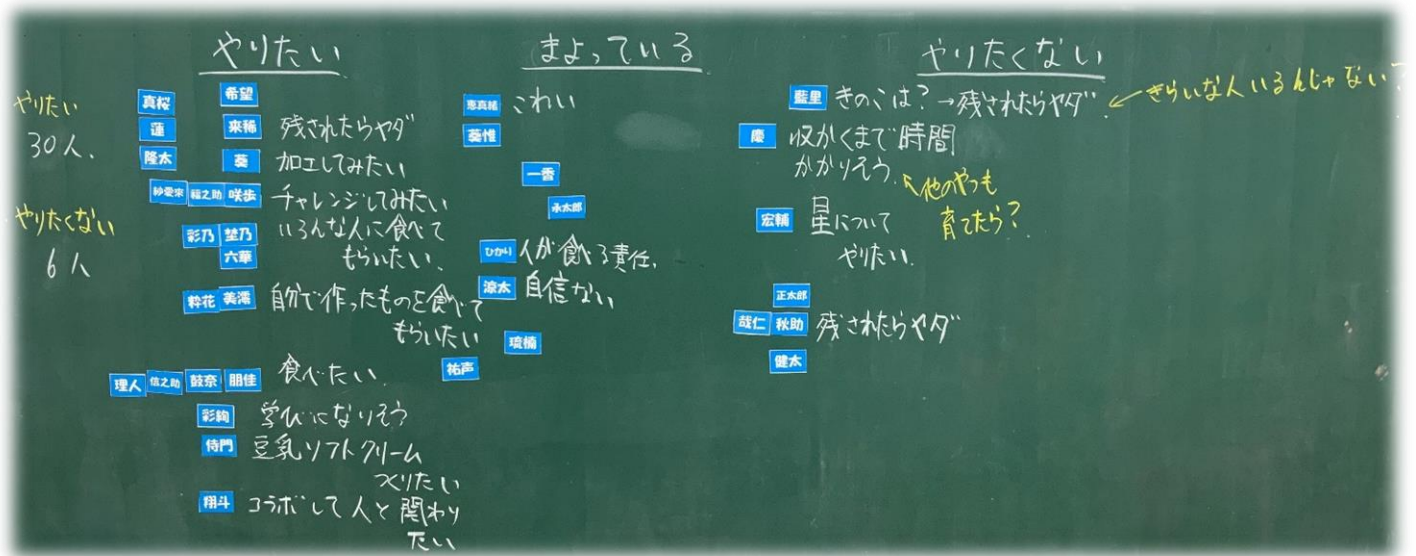 やりたい
まよっている
やりたくない
やりたい
30人.
やりたくない
6人
真桜 希望
蓮 來稀 残されたらヤダ
隆太 葵 加工してみたい
紗愛來 福之助 咲歩 チャレンジしてみたい
彩乃 埜乃 いろんな人に食べて
六華 もらいたい.
粋花 美澪 自分で作ったものを食べて
もらいたい
理人 信之助 鼓奈 朋佳 食べたい
彩絢 学びになりそう
侍門 豆乳ソフトクリーム
つくりたい
翔斗 コラボして人と関わり
たい
恵真緒 こわい
葵惟
一香
永太郎
ひかり 人が食べる責任.
涼太 自信ない
琉楠
祐声
藍里 きのこは?→残されたらヤダ ←きらいな人いるんじゃない?
慶 収かくまで時間
かかりそう.
↖他のやつも
育てたら?
宏輔 星について
やりたい.
正太郎
哉仁 秋助 残されたらヤダ
健太